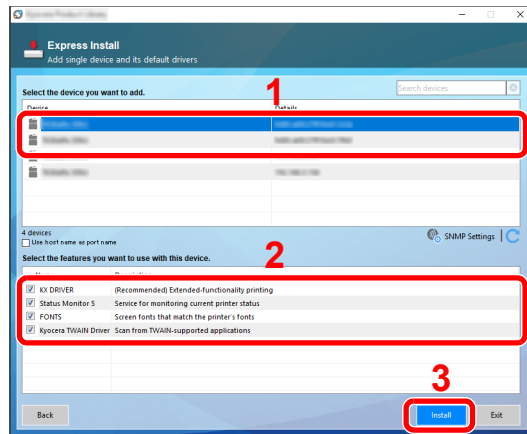 Express Install
Add single device and its default drivers
1
Select the device you want to add.
Search devices
Device Details
4 devices
Use host name as port name
SNMP Settings
2
Select the features you want to use with this device.
Name Description
KX DRIVER (Recommended) Extended-functionality printing
Status Monitor 5 Service for monitoring current printer status
FONTS Screen fonts that match the printer's fonts
Kyocera TWAIN Driver Scan from TWAIN-supported applications
3
Back Install Exit